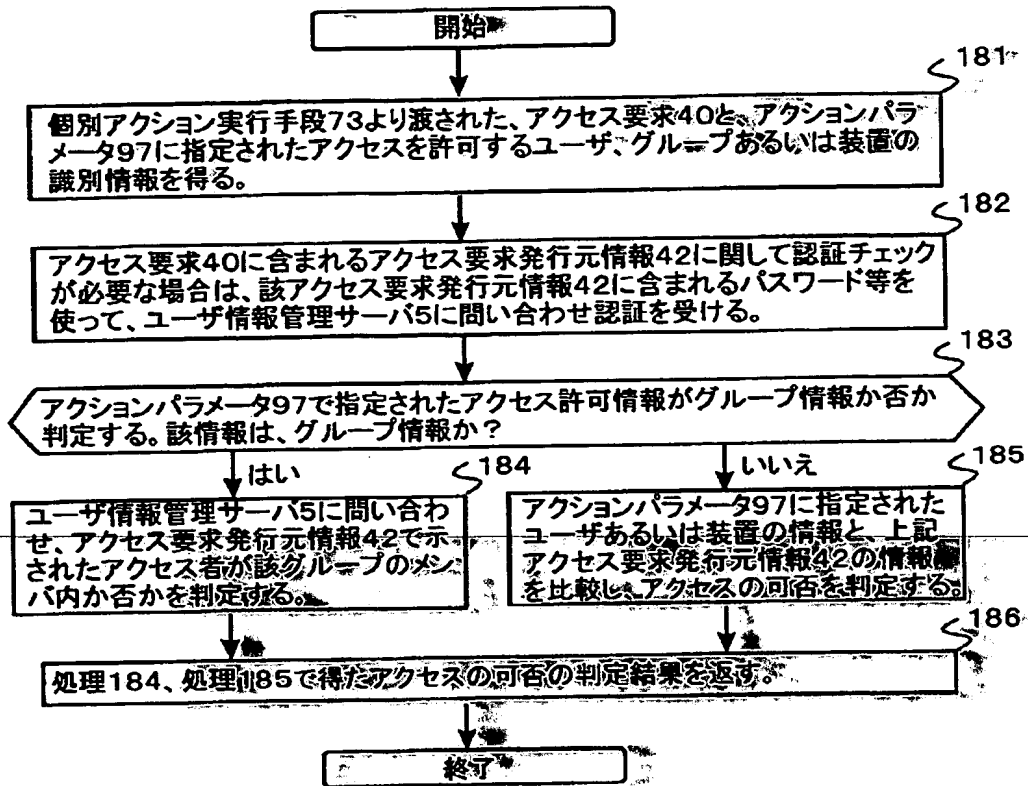 開始
181
個別アクション実行手段73より渡された、アクセス要求40と、アクションパラ
メータ97に指定されたアクセスを許可するユーザ、グループあるいは装置の
識別情報を得る。
182
アクセス要求40に含まれるアクセス要求発行元情報42に関して認証チェック
が必要な場合は、該アクセス要求発行元情報42に含まれるパスワード等を
使って、ユーザ情報管理サーバ5に問い合わせ認証を受ける。
183
アクションパラメータ97で指定されたアクセス許可情報がグループ情報か否か
判定する。該情報は、グループ情報か?
はい
184
いいえ
185
ユーザ情報管理サーバ5に問い合わ
せ、アクセス要求発行元情報42で示
されたアクセス者が該グループのメン
バ内か否かを判定する。
アクションパラメータ97に指定された
ユーザあるいは装置の情報と、上記
アクセス要求発行元情報42の情報
を比較し、アクセスの可否を判定する。
186
処理184、処理185で得たアクセスの可否の判定結果を返す。
終了